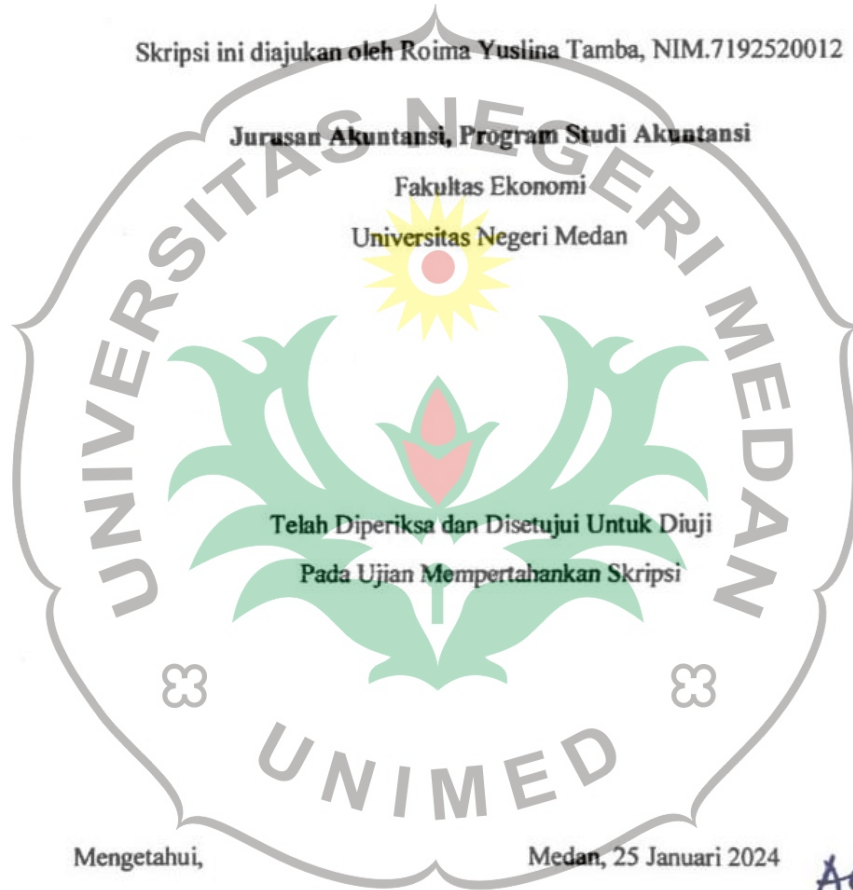 Skripsi ini diajukan oleh Roima Yuslina Tamba, NIM.7192520012
Jurusan Akuntansi, Program Studi Akuntansi
Fakultas Ekonomi
Universitas Negeri Medan
UNIVERSITAS NEGERI MEDAN
Telah Diperiksa dan Disetujui Untuk Diuji
Pada Ujian Mempertahankan Skripsi
UNIMED
Mengetahui,
Medan, 25 Januari 2024